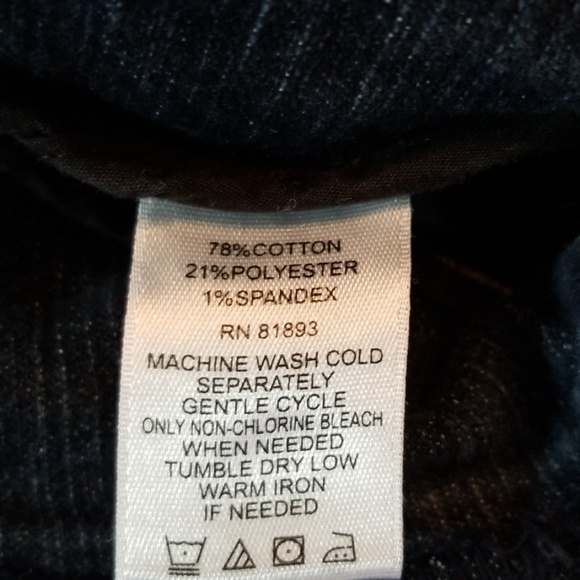 78%COTTON
21%POLYESTER
1%SPANDEX
RN 81893
MACHINE WASH COLD
SEPARATELY
GENTLE CYCLE
ONLY NON-CHLORINE BLEACH
WHEN NEEDED
TUMBLE DRY LOW
WARM IRON
IF NEEDED